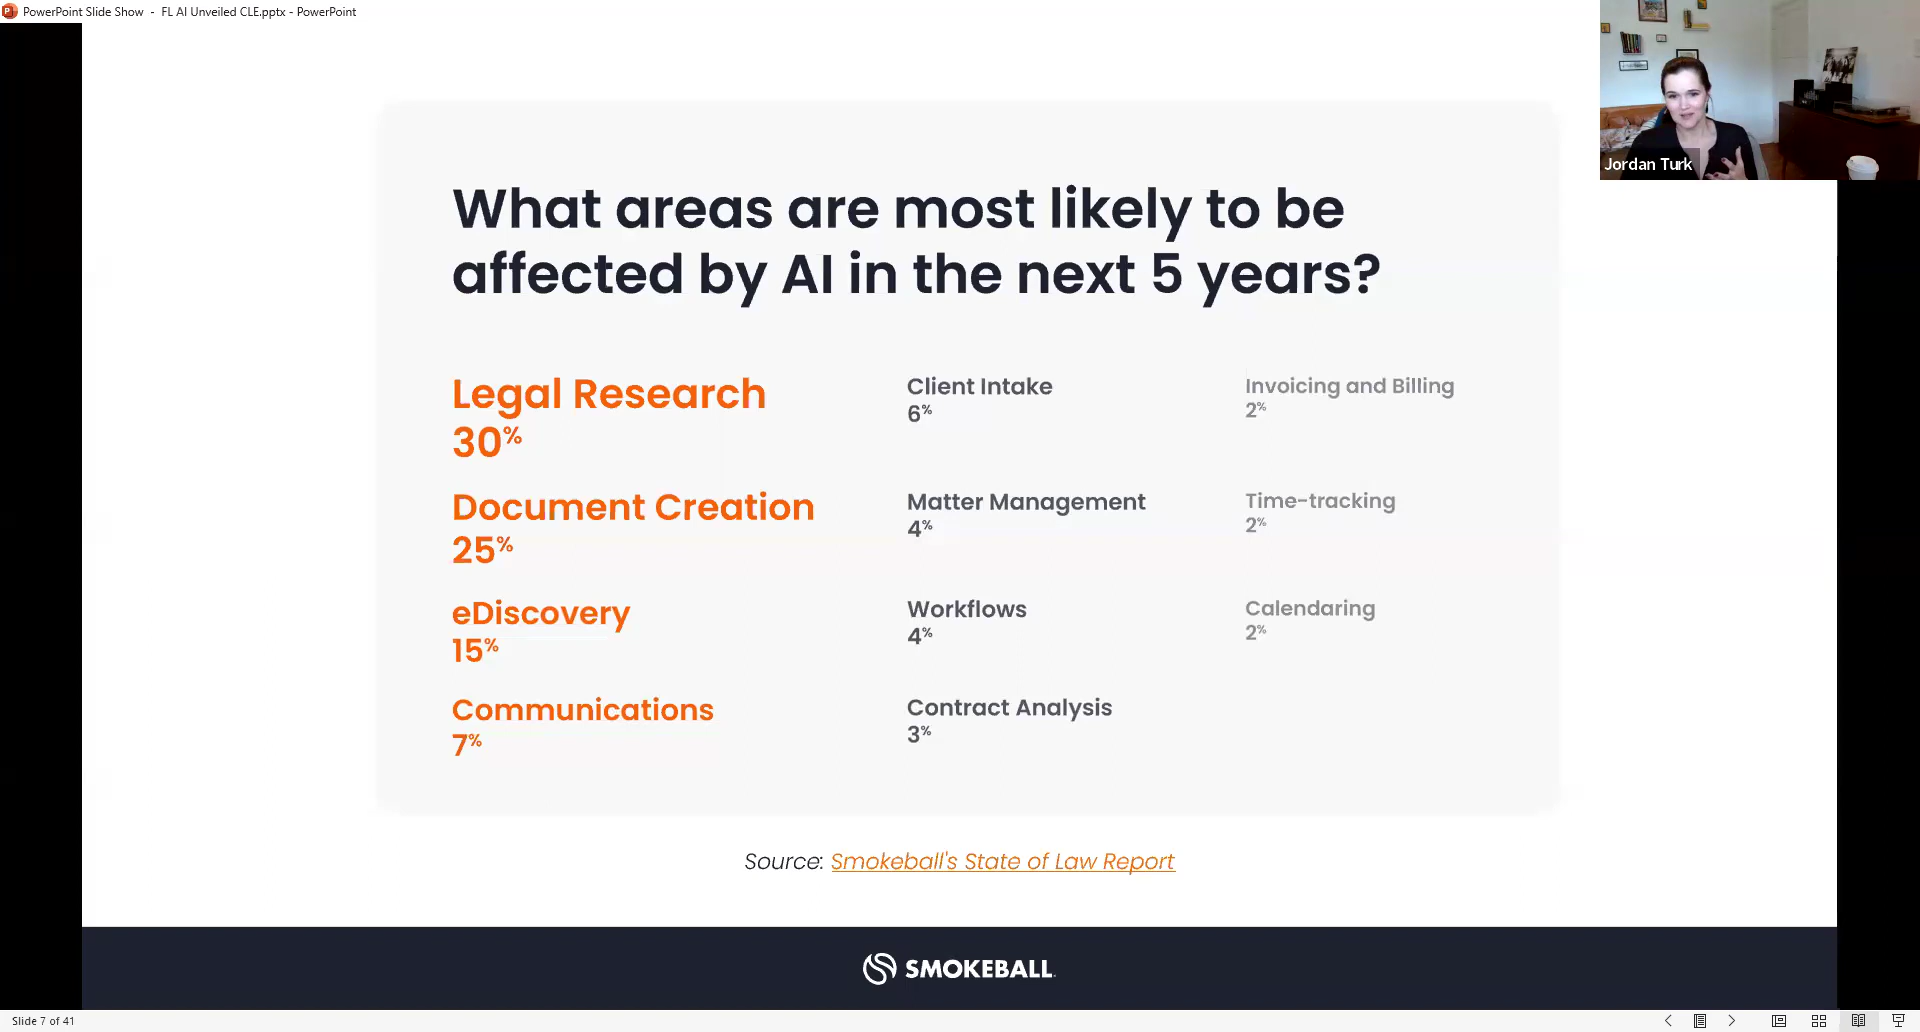 PowerPoint Slide Show - FL AI Unveiled CLE.pptx - PowerPoint
Jordan Turk
What areas are most likely to be
affected by AI in the next 5 years?
Legal Research
30%
Document Creation
25%
eDiscovery
15%
Communications
7%
Client Intake
6%
Matter Management
4%
Workflows
4%
Contract Analysis
3%
Invoicing and Billing
2%
Time-tracking
2%
Calendaring
2%
Source: Smokeball's State of Law Report
SMOKEBALL
Slide 7 of 41